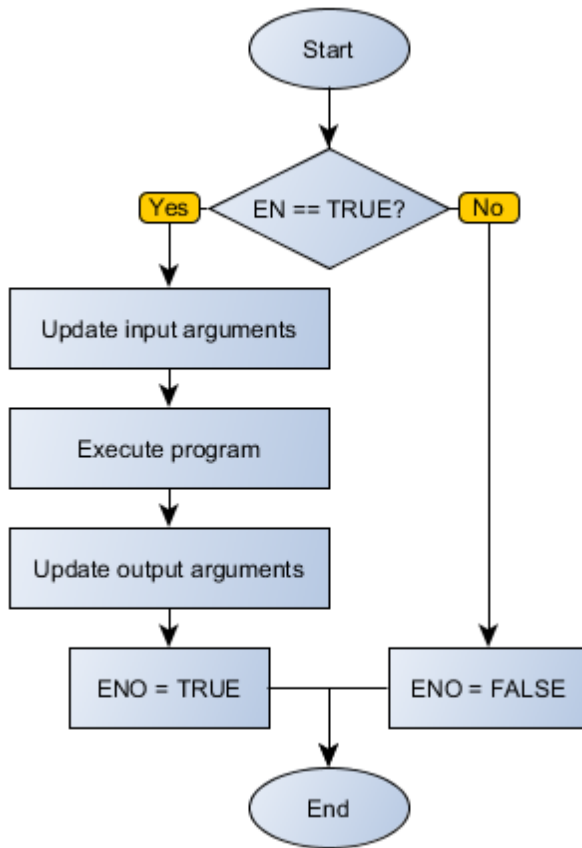 Start
EN == TRUE?
Yes
No
Update input arguments
Execute program
Update output arguments
ENO = TRUE
ENO = FALSE
End